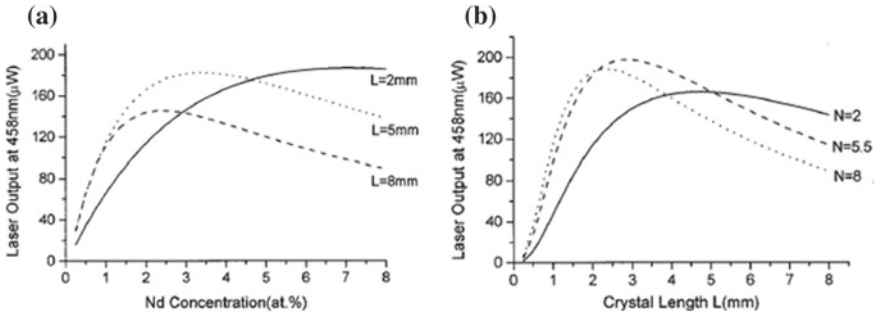 (a)
200
160
120
80
40
0
Laser Output at 458nm(μW)
0 1 2 3 4 5 6 7 8
Nd Concentration(at.%)
L=2mm
L=5mm
L=8mm
(b)
200
160
120
80
40
0
Laser Output at 458nm(μW)
0 1 2 3 4 5 6 7 8
Crystal Length L(mm)
N=2
N=5.5
N=8